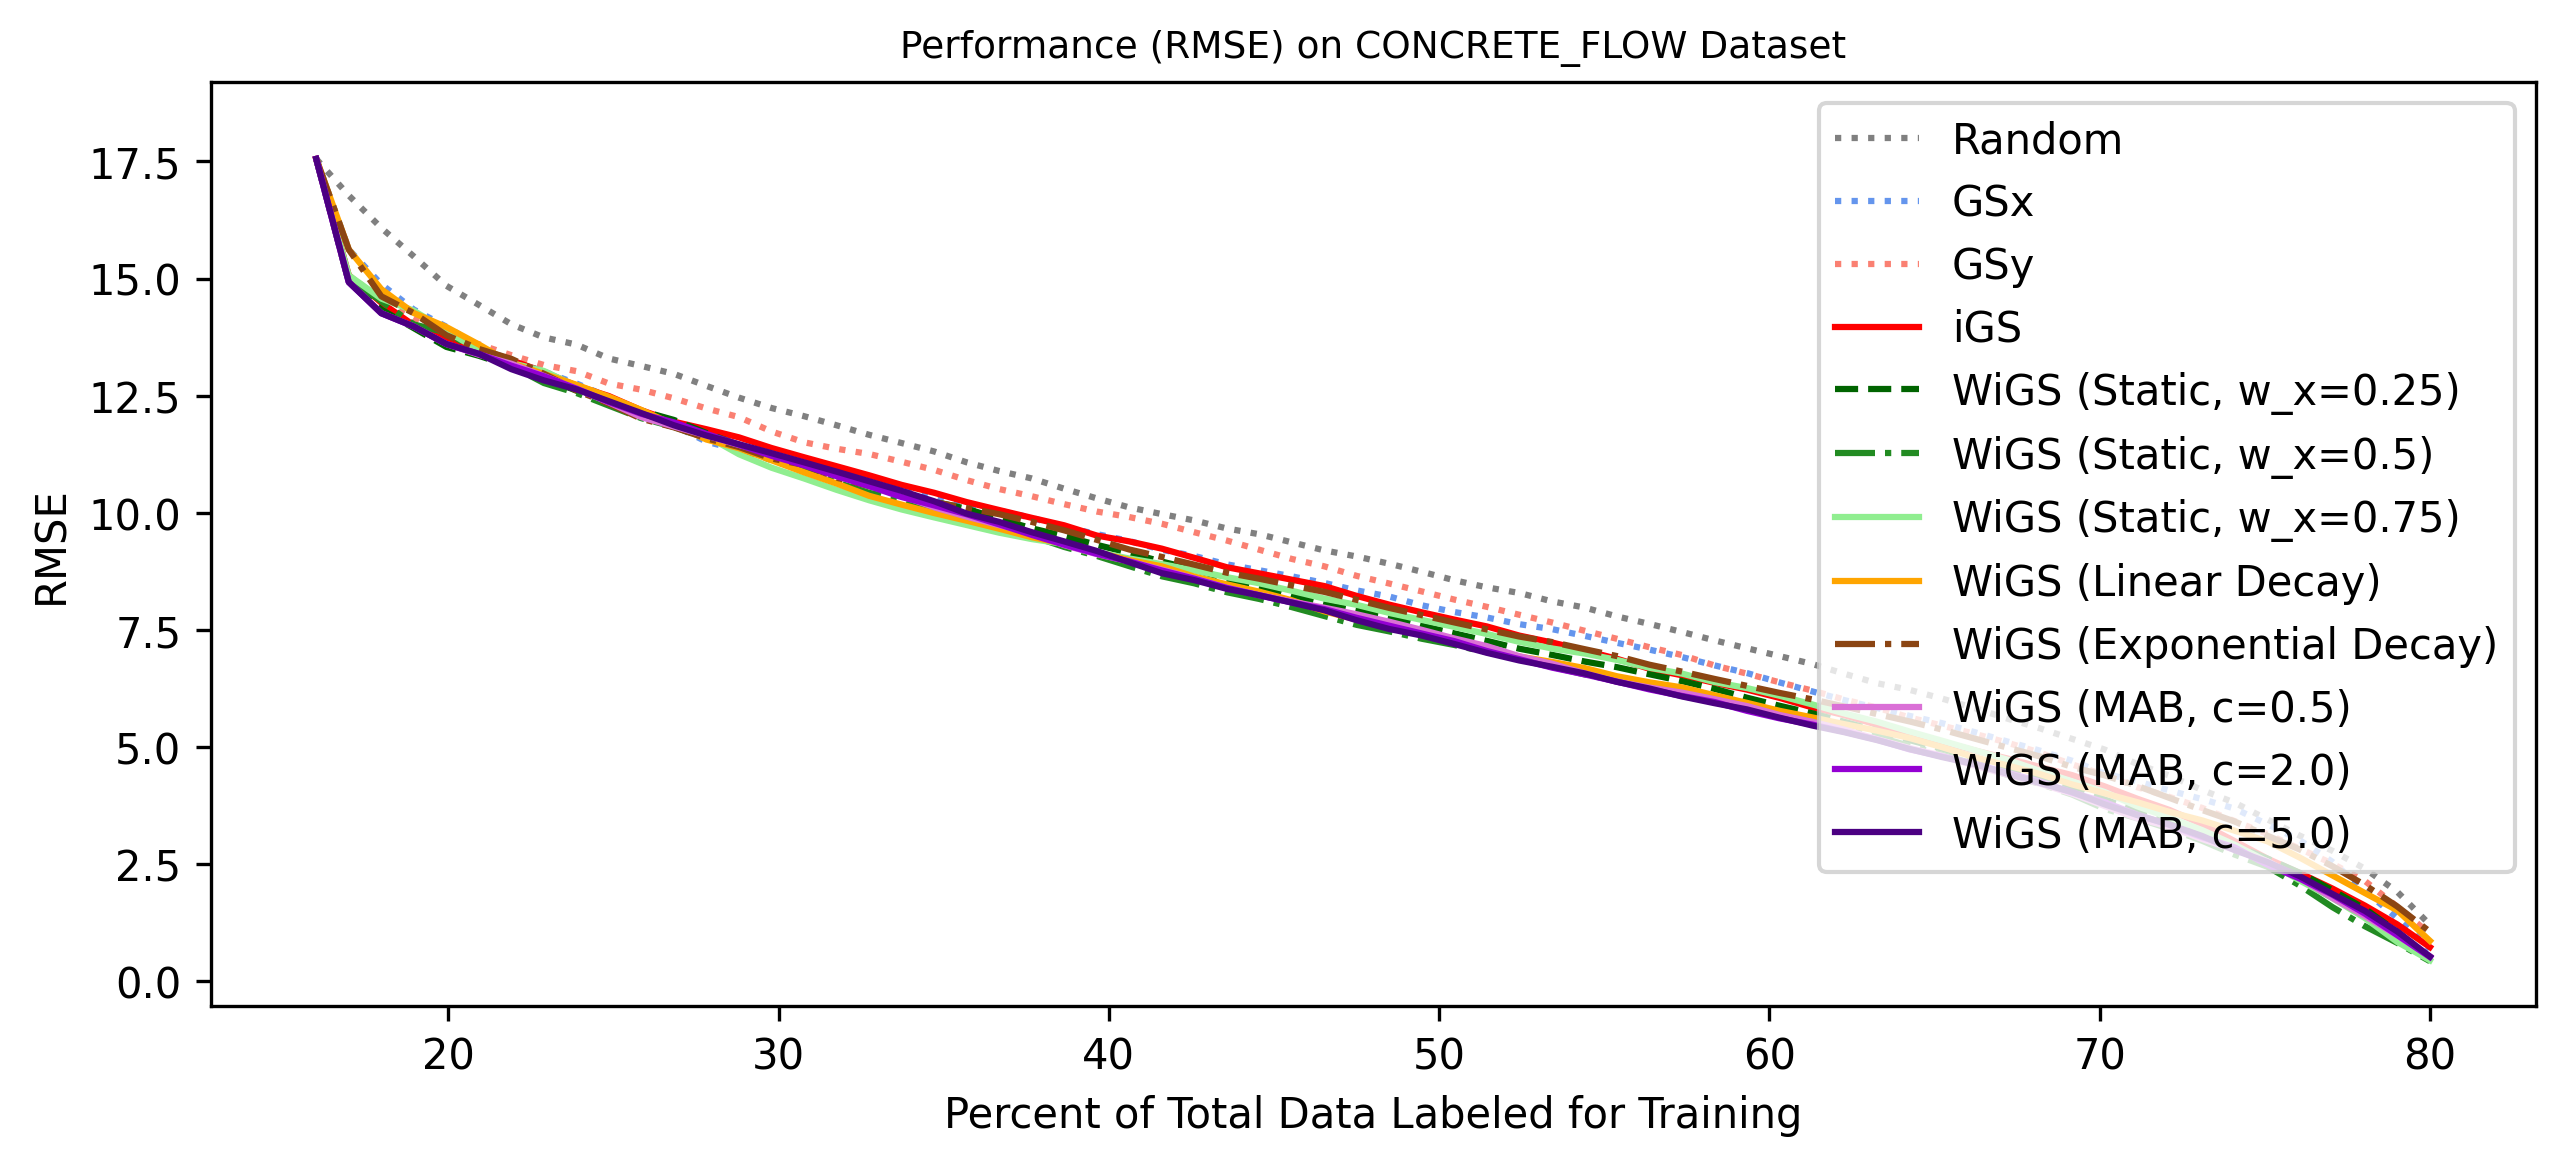 Performance (RMSE) on CONCRETE_FLOW Dataset
RMSE
17.5
15.0
12.5
10.0
7.5
5.0
2.5
0.0
Random
GSx
GSy
iGS
WiGS (Static, w_x=0.25)
WiGS (Static, w_x=0.5)
WiGS (Static, w_x=0.75)
WiGS (Linear Decay)
WiGS (Exponential Decay)
WiGS (MAB, c=0.5)
WiGS (MAB, c=2.0)
WiGS (MAB, c=5.0)
20 30 40 50 60 70 80
Percent of Total Data Labeled for Training